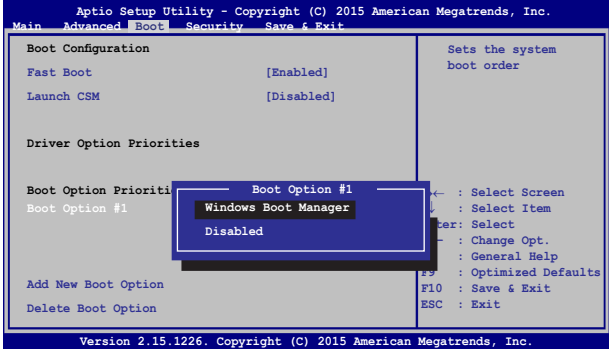 Aptio Setup Utility - Copyright (C) 2015 American Megatrends, Inc.
Main Advanced Boot Security Save & Exit
Boot Configuration
Fast Boot [Enabled]
Launch CSM [Disabled]
Driver Option Priorities
Boot Option Prioriti
Boot Option #1
Add New Boot Option
Delete Boot Option
Boot Option #1
Windows Boot Manager
Disabled
Sets the system
boot order
← : Select Screen
↓ : Select Item
ter: Select
— : Change Opt.
: General Help
F9 : Optimized Defaults
F10 : Save & Exit
ESC : Exit
Version 2.15.1226. Copyright (C) 2015 American Megatrends, Inc.